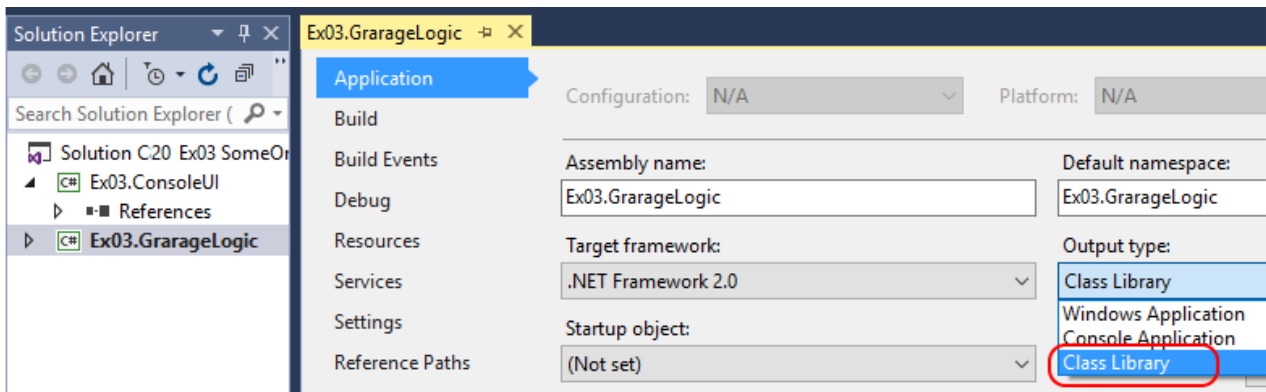 Solution Explorer
Search Solution Explorer (
Solution C20 Ex03 SomeOr
C# Ex03.ConsoleUI
References
C# Ex03.GrarageLogic
Ex03.GrarageLogic
Application
Build
Build Events
Debug
Resources
Services
Settings
Reference Paths
Configuration: N/A Platform: N/A
Assembly name: Default namespace:
Ex03.GrarageLogic Ex03.GrarageLogic
Target framework: Output type:
.NET Framework 2.0 Class Library
Windows Application
Console Application
Class Library
Startup object:
(Not set)